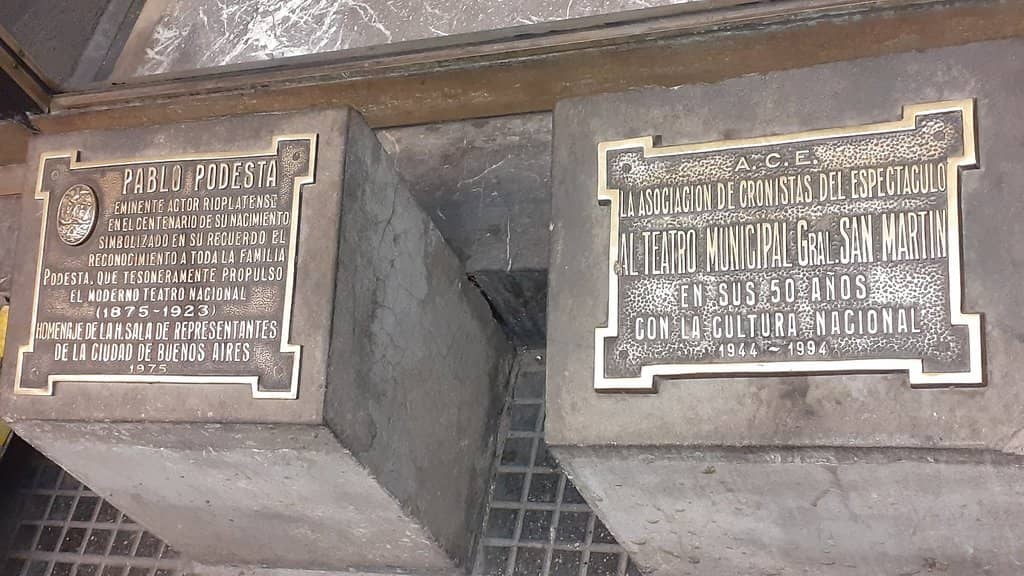 PABLO PODESTA
EMINENTE ACTOR RIOPLATENSE
EN EL CENTENARIO DE SU NACIMIENTO
SIMBOLIZADO EN SU RECUERDO EL
RECONOCIMIENTO A TODA LA FAMILIA
PODESTA, QUE TESONERAMENTE PROPULSO
EL MODERNO TEATRO NACIONAL
(1875-1923)
HOMENAJE DE LA H. SALA DE REPRESENTANTES
DE LA CIUDAD DE BUENOS AIRES
1975
A.C.E.
LA ASOCIACION DE CRONISTAS DEL ESPECTACULO
AL TEATRO MUNICIPAL GRAL. SAN MARTIN
EN SUS 50 AÑOS
CON LA CULTURA NACIONAL
1944 ~ 1994